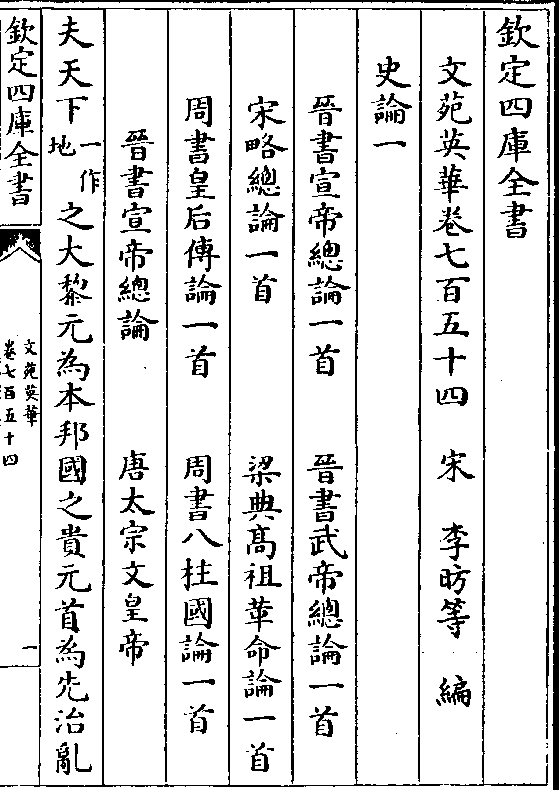 欽定四庫全書
文苑英華卷七百五十四　宋　李昉等　編
史論一
晉書宣帝總論一首　晉書武帝總論一首
宋略總論一首　梁典高祖革命論一首
周書皇后傳論一首　周書八柱國論一首
晉書宣帝總論　唐太宗文皇帝
夫天下一作地之大黎元為本邦國之貴元首為先治亂
欽定四庫全書
文苑英華
卷七百五十四
一